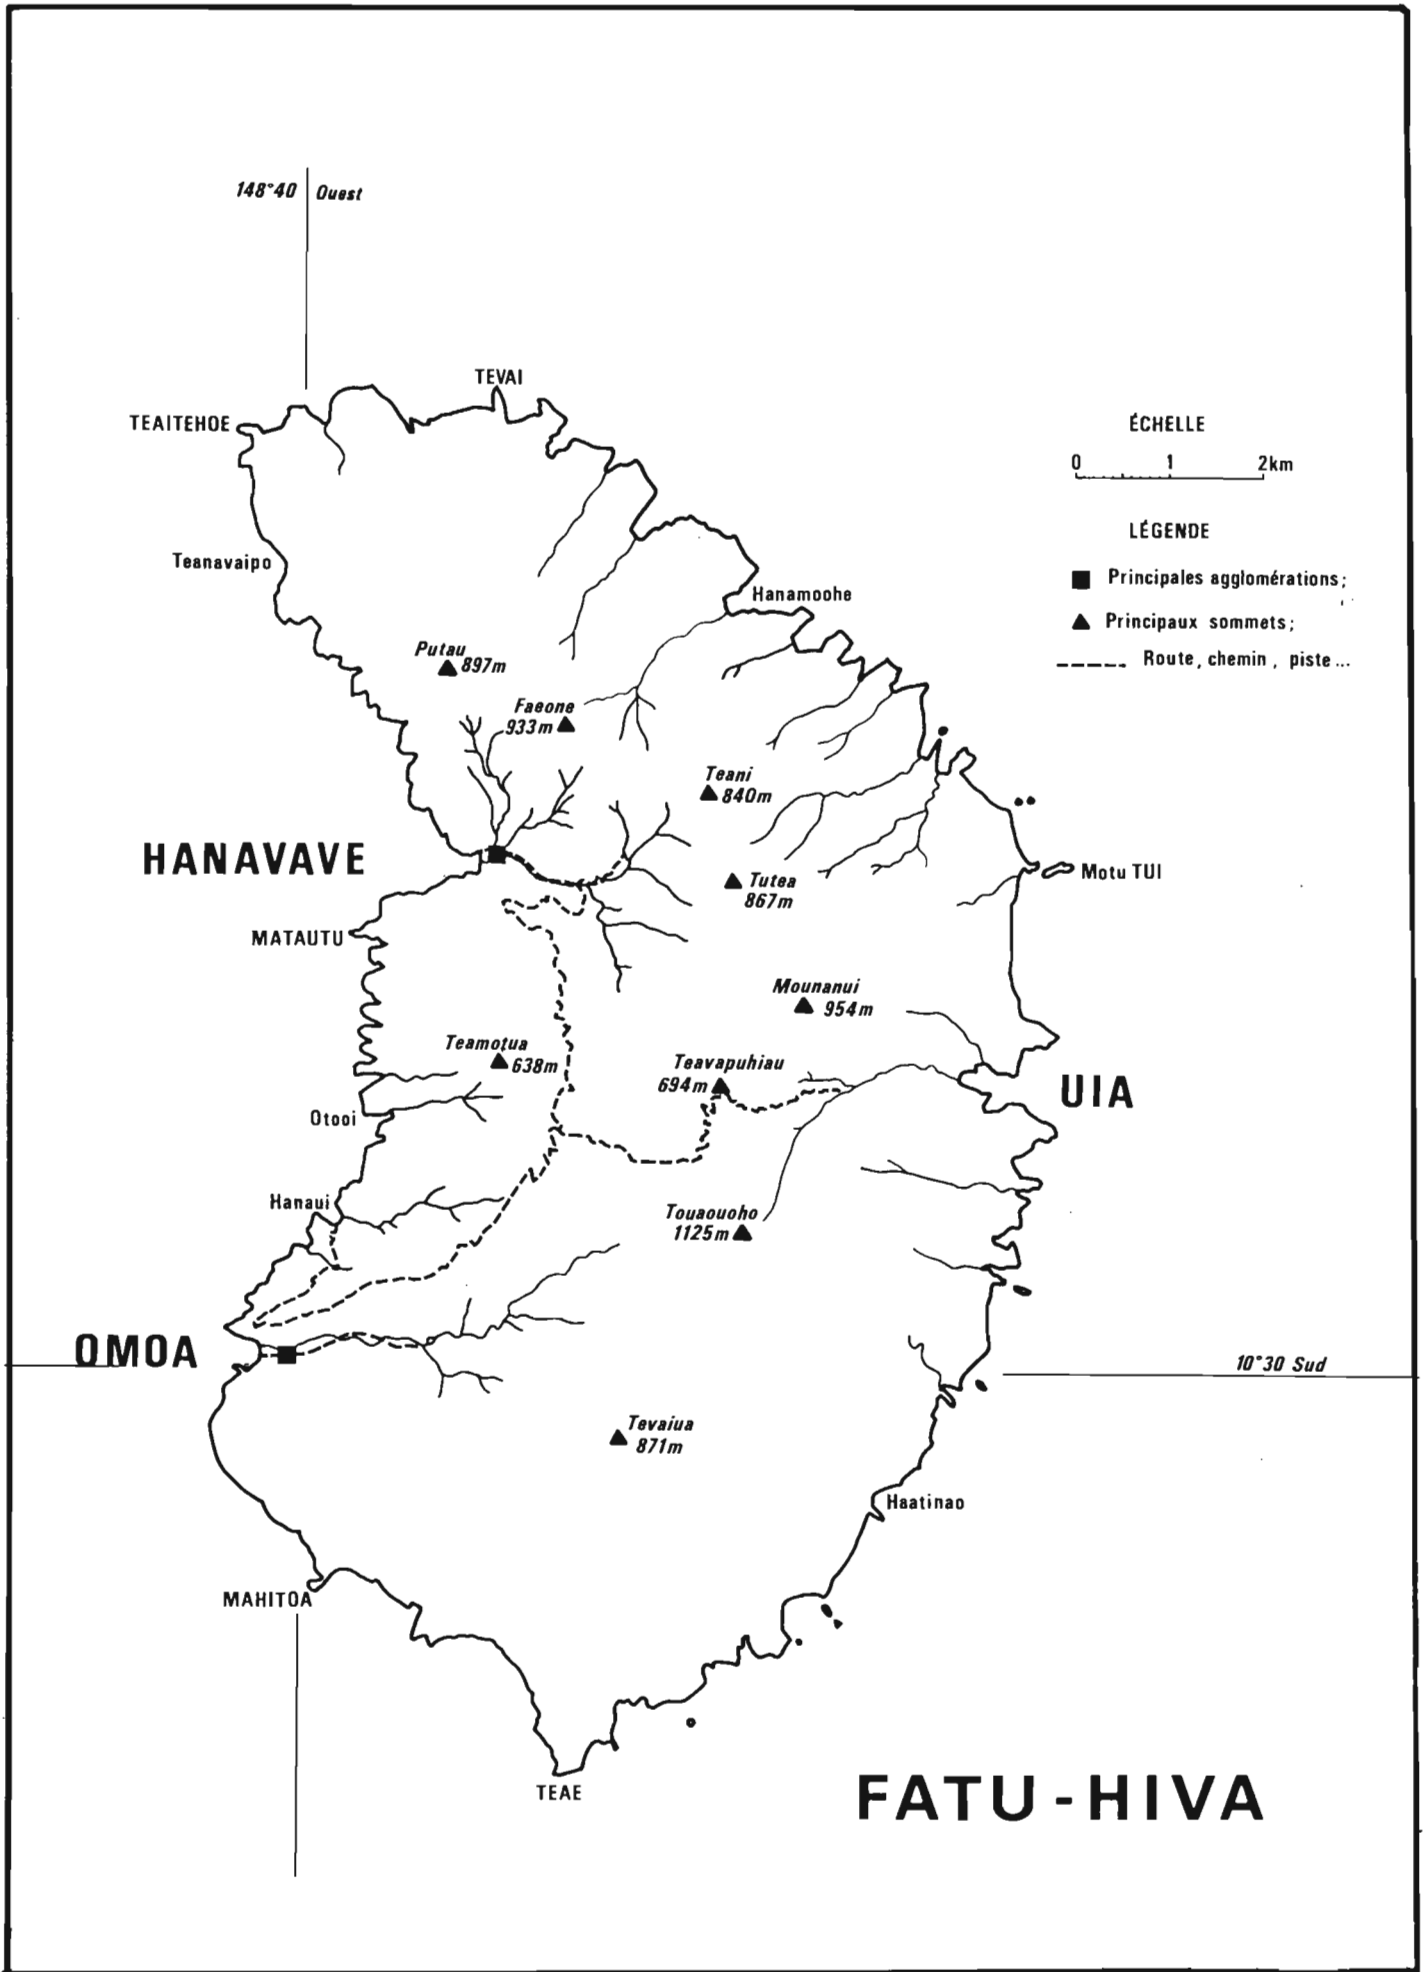 148°40 Ouest
TEVAI
TEAITEHOE
ÉCHELLE
0 1 2km
LÉGENDE
Teanavaipo
Principales agglomérations;
Hanamoohe
Principaux sommets;
Putau
897m
Route, chemin, piste...
Faeone
933m
Teani
840m
HANAVAVE
Motu TUI
Tutea
867m
MATAUTU
Mounanui
954m
Teamotua
638m
Teavapuhiau
694m
UIA
Otooi
Hanaui
Touaouoho
1125m
OMOA
10°30 Sud
Tevaiua
871m
Haatinao
MAHITOA
TEAE
FATU-HIVA